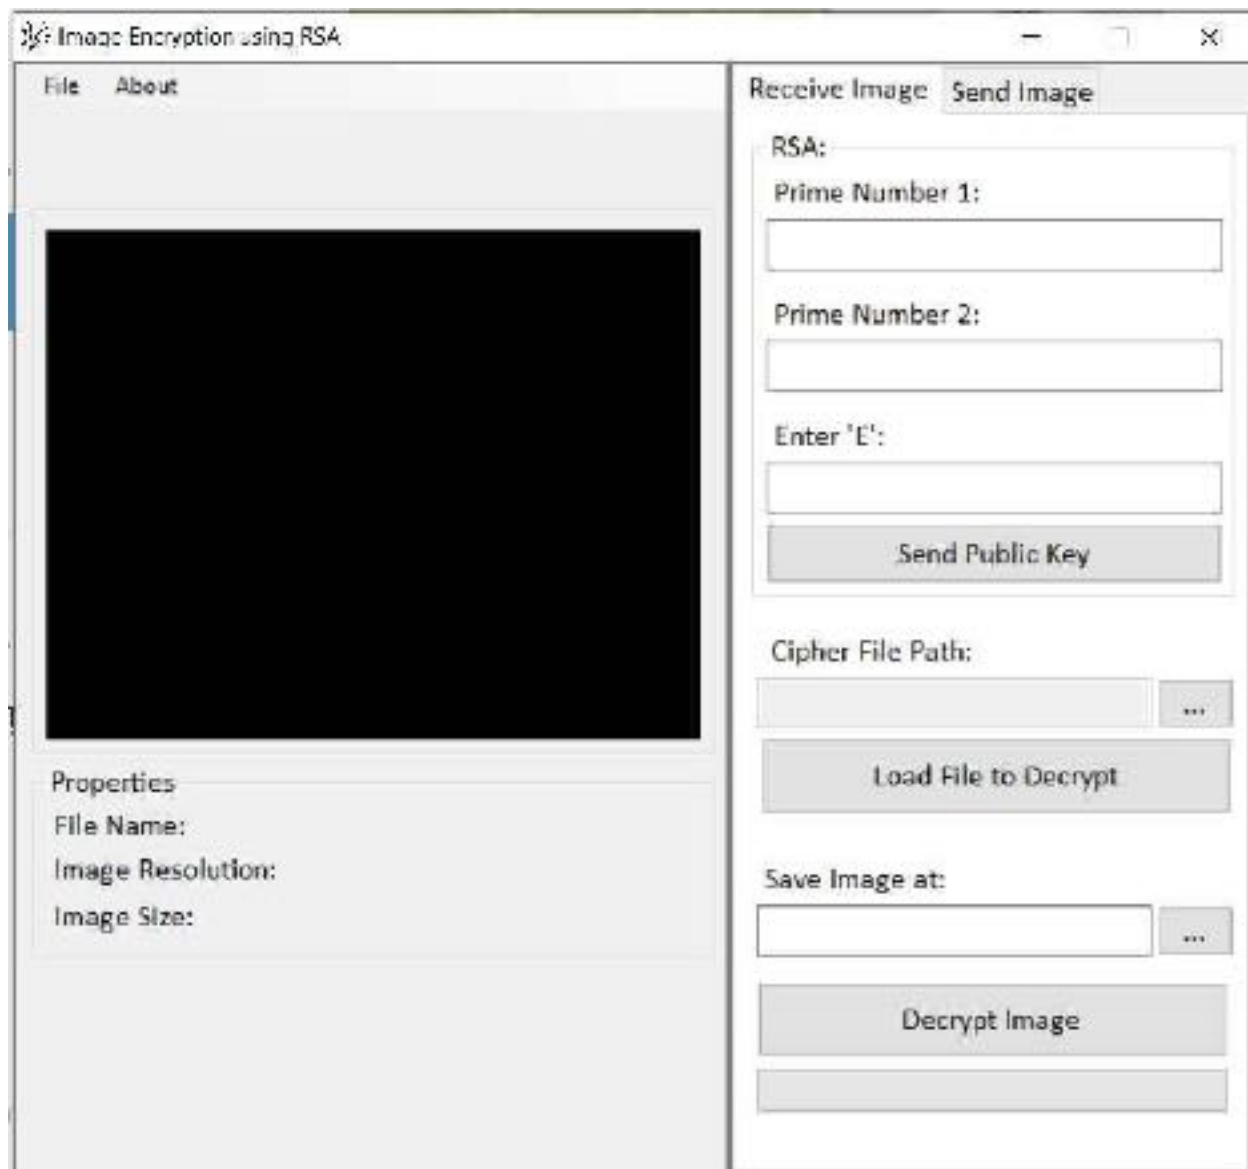 Image Encryption using RSA
File About
Receive Image Send Image
RSA:
Prime Number 1:
Prime Number 2:
Enter 'E':
Send Public Key
Cipher File Path:
...
Load File to Decrypt
Save Image at:
...
Decrypt Image
Properties
File Name:
Image Resolution:
Image Size: